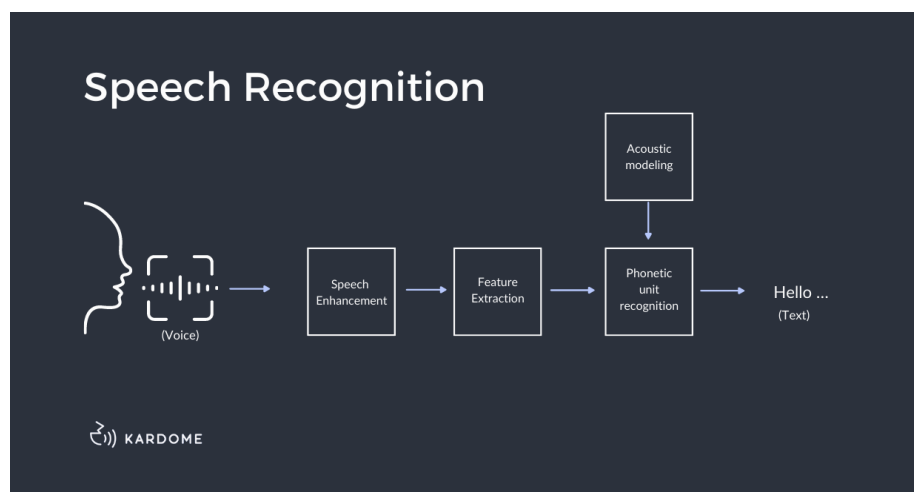 Speech Recognition
Acoustic
modeling
Speech
Enhancement
Feature
Extraction
Phonetic
unit
recognition
Hello ...
(Text)
(Voice)
KARDOME